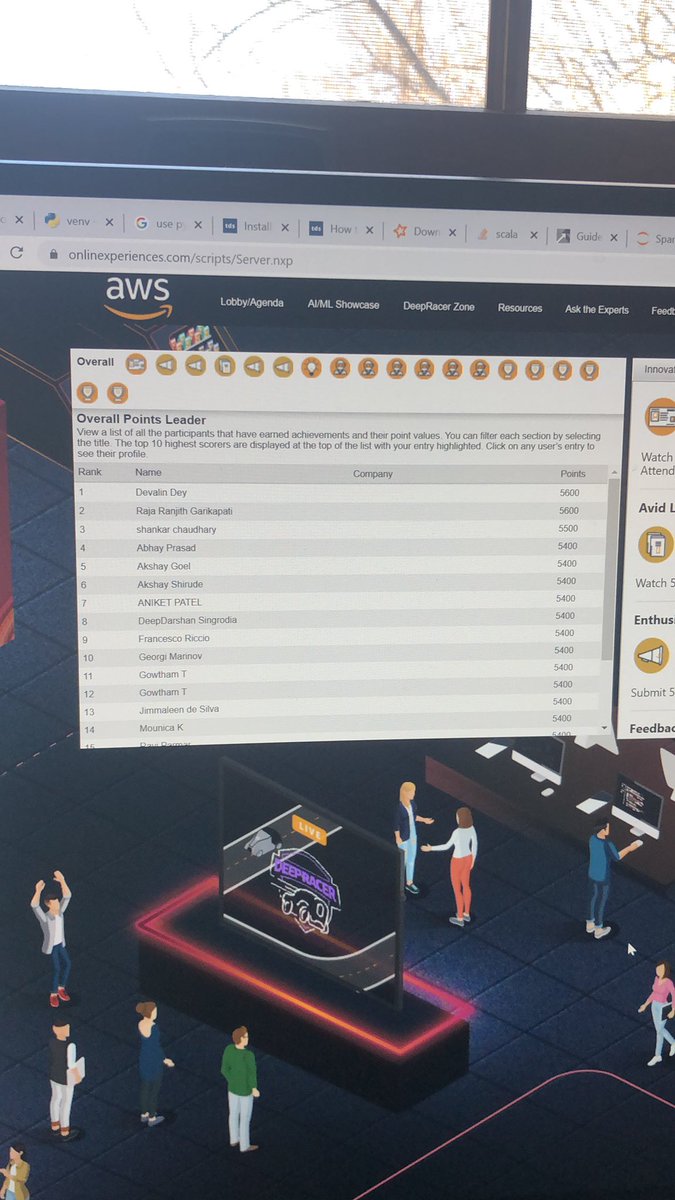 venv
use p
tds Install
tds How
Down
scala
Guide
Spar
onlinexperiences.com/scripts/Server.nxp
aws
Lobby/Agenda AI/ML Showcase DeepRacer Zone Resources Ask the Experts Feedb
Overall
Overall Points Leader
View a list of all the participants that have earned achievements and their point values. You can filter each section by selecting
the title. The top 10 highest scorers are displayed at the top of the list with your entry highlighted. Click on any user's entry to
see their profile.
Rank Name Company Points
1 Devalin Dey 5600
2 Raja Ranjith Garikapati 5600
3 shankar chaudhary 5500
4 Abhay Prasad 5400
5 Akshay Goel 5400
6 Akshay Shirude 5400
7 ANIKET PATEL 5400
8 DeepDarshan Singrodia 5400
9 Francesco Riccio 5400
10 Georgi Marinov 5400
11 Gowtham T 5400
12 Gowtham T 5400
13 Jimmaleen de Silva 5400
14 Mounica K 5400
15 Ravi Parmar 5400
Innovat
Watch
Attend
Avid L
Watch 5
Enthus
Submit 5
Feedbac
LIVE
DEEPRACER